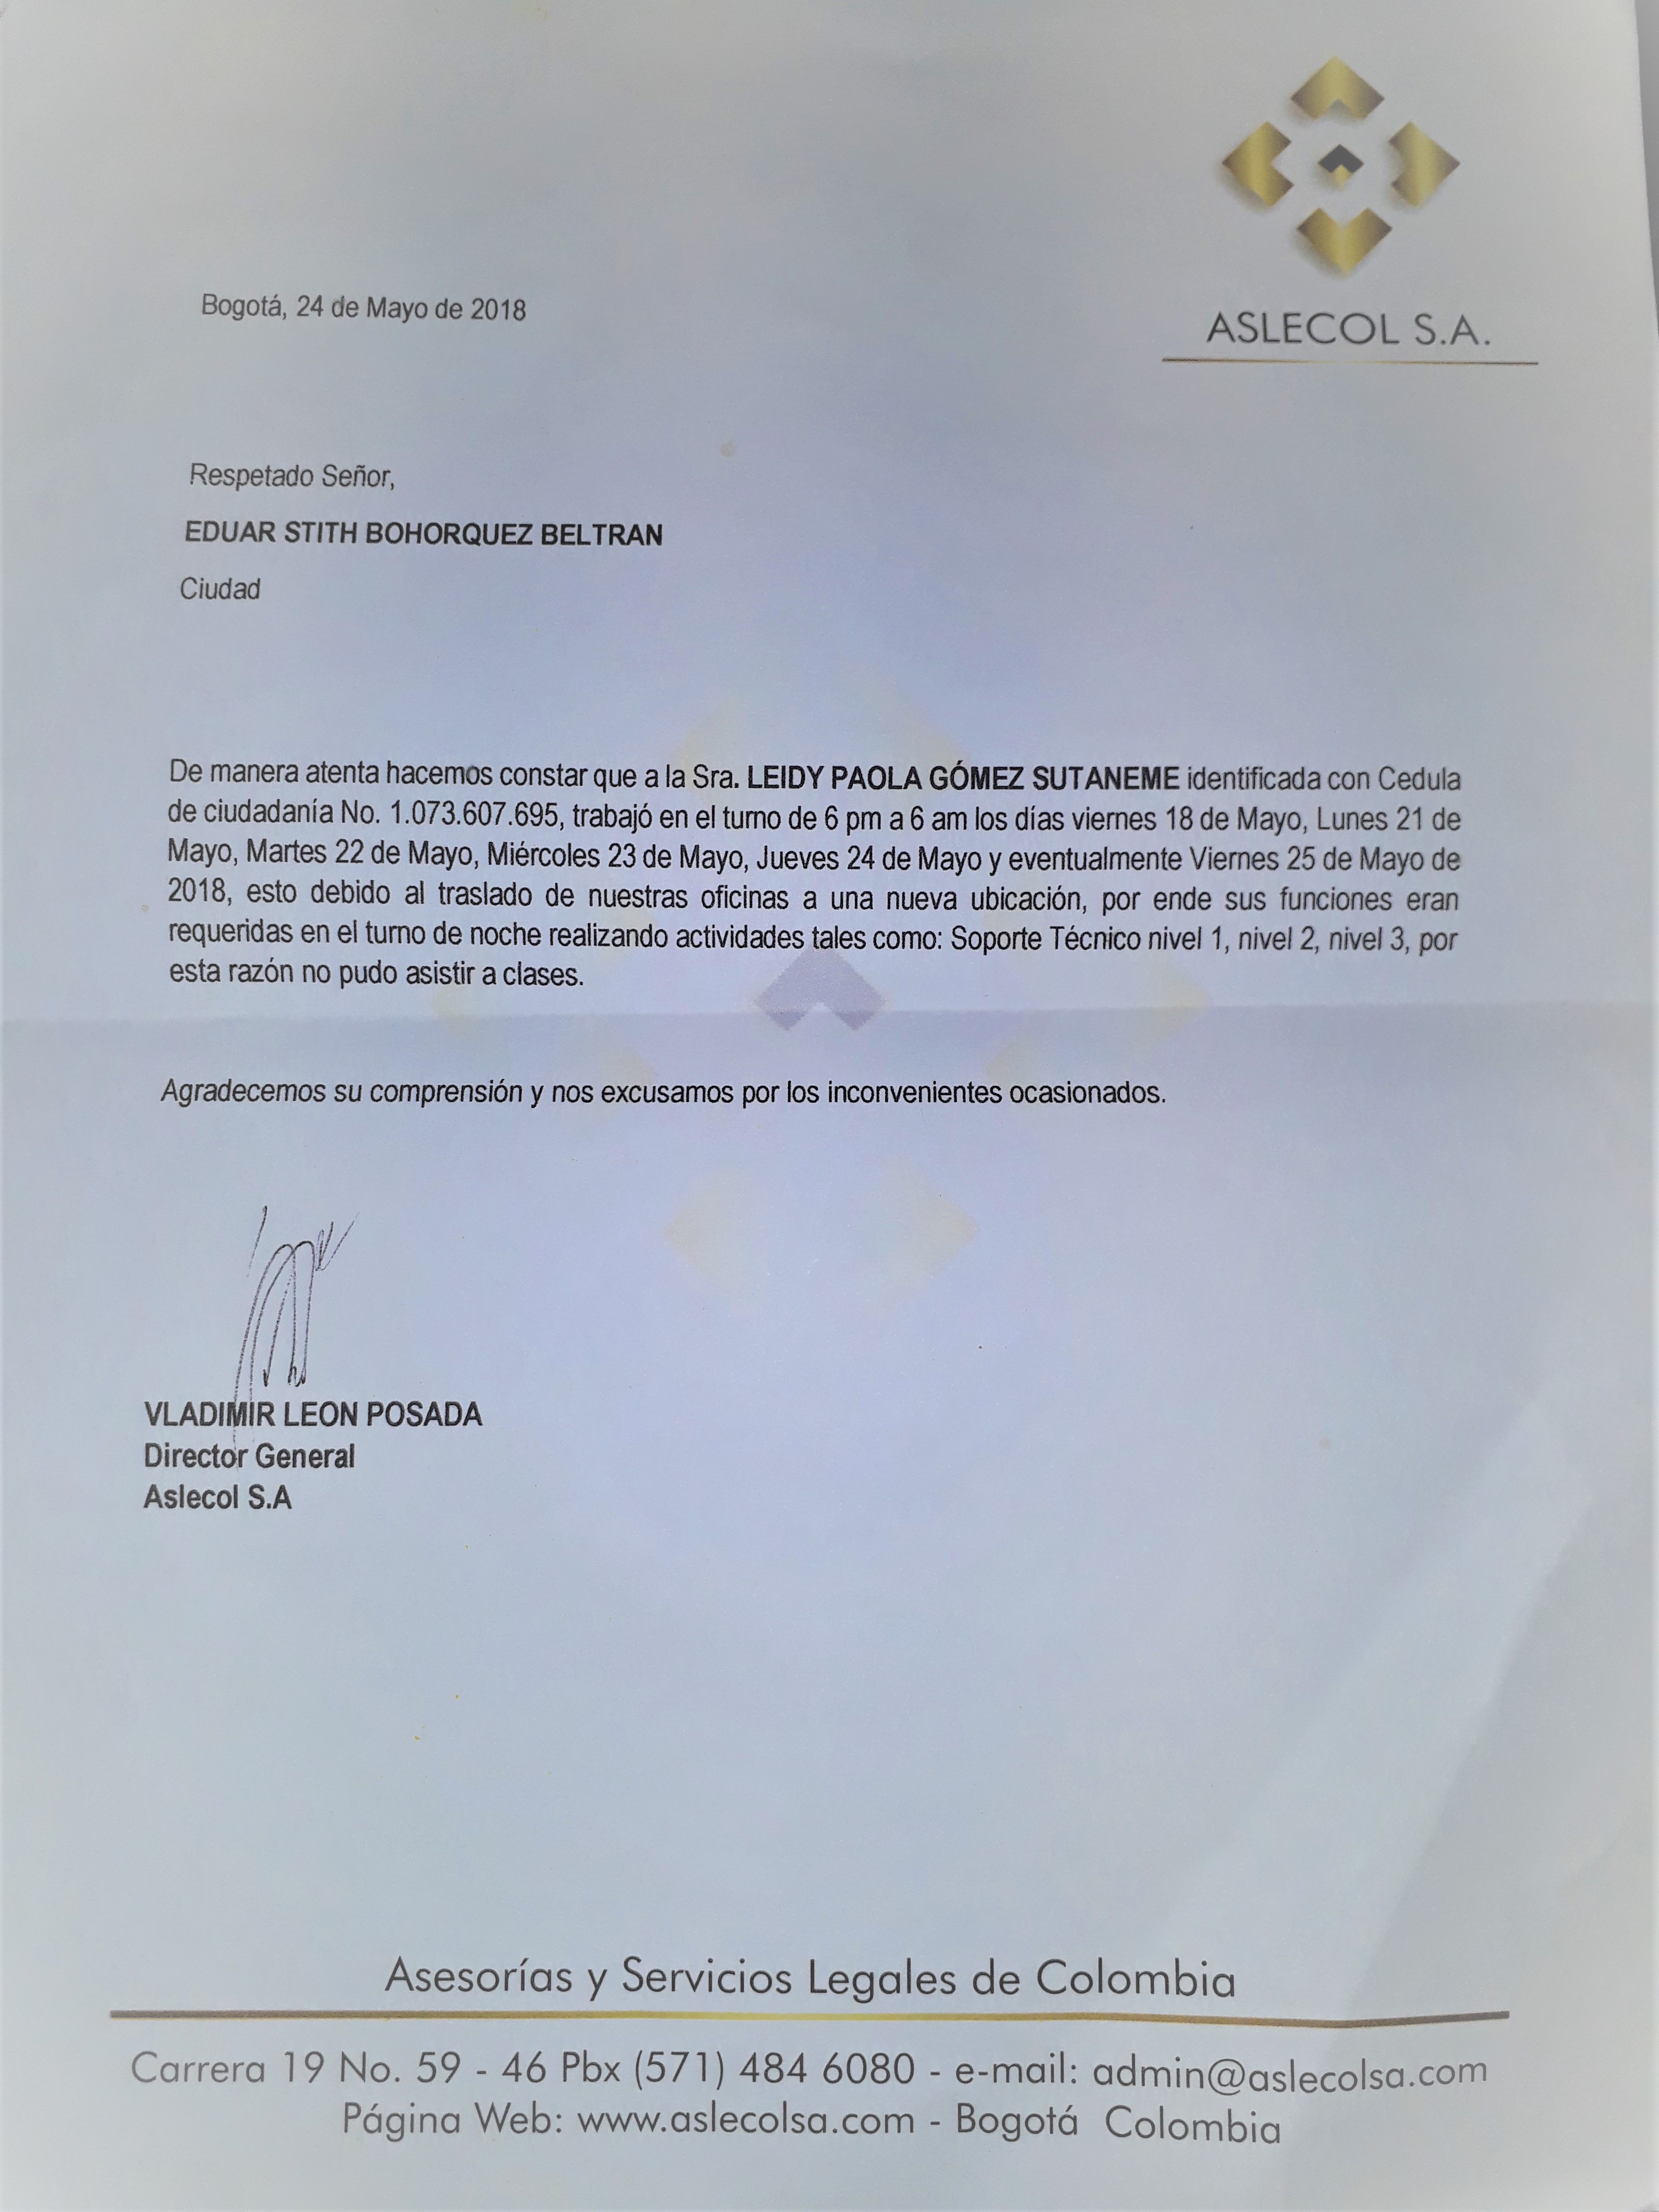 ASLECOL S.A.
Bogotá, 24 de Mayo de 2018
Respetado Señor,
EDUAR STITH BOHORQUEZ BELTRAN
Ciudad
De manera atenta hacemos constar que a la Sra. LEIDY PAOLA GÓMEZ SUTANEME identificada con Cedula
de ciudadanía No. 1.073.607.695, trabajó en el turno de 6 pm a 6 am los días viernes 18 de Mayo, Lunes 21 de
Mayo, Martes 22 de Mayo, Miércoles 23 de Mayo, Jueves 24 de Mayo y eventualmente Viernes 25 de Mayo de
2018, esto debido al traslado de nuestras oficinas a una nueva ubicación, por ende sus funciones eran
requeridas en el turno de noche realizando actividades tales como: Soporte Técnico nivel 1, nivel 2, nivel 3, por
esta razón no pudo asistir a clases.
Agradecemos su comprensión y nos excusamos por los inconvenientes ocasionados.
VLADIMIR LEON POSADA
Director General
Aslecol S.A
Asesorías y Servicios Legales de Colombia
Carrera 19 No. 59 - 46 Pbx (571) 484 6080 - e-mail: admin@aslecolsa.com
Página Web: www.aslecolsa.com - Bogotá Colombia